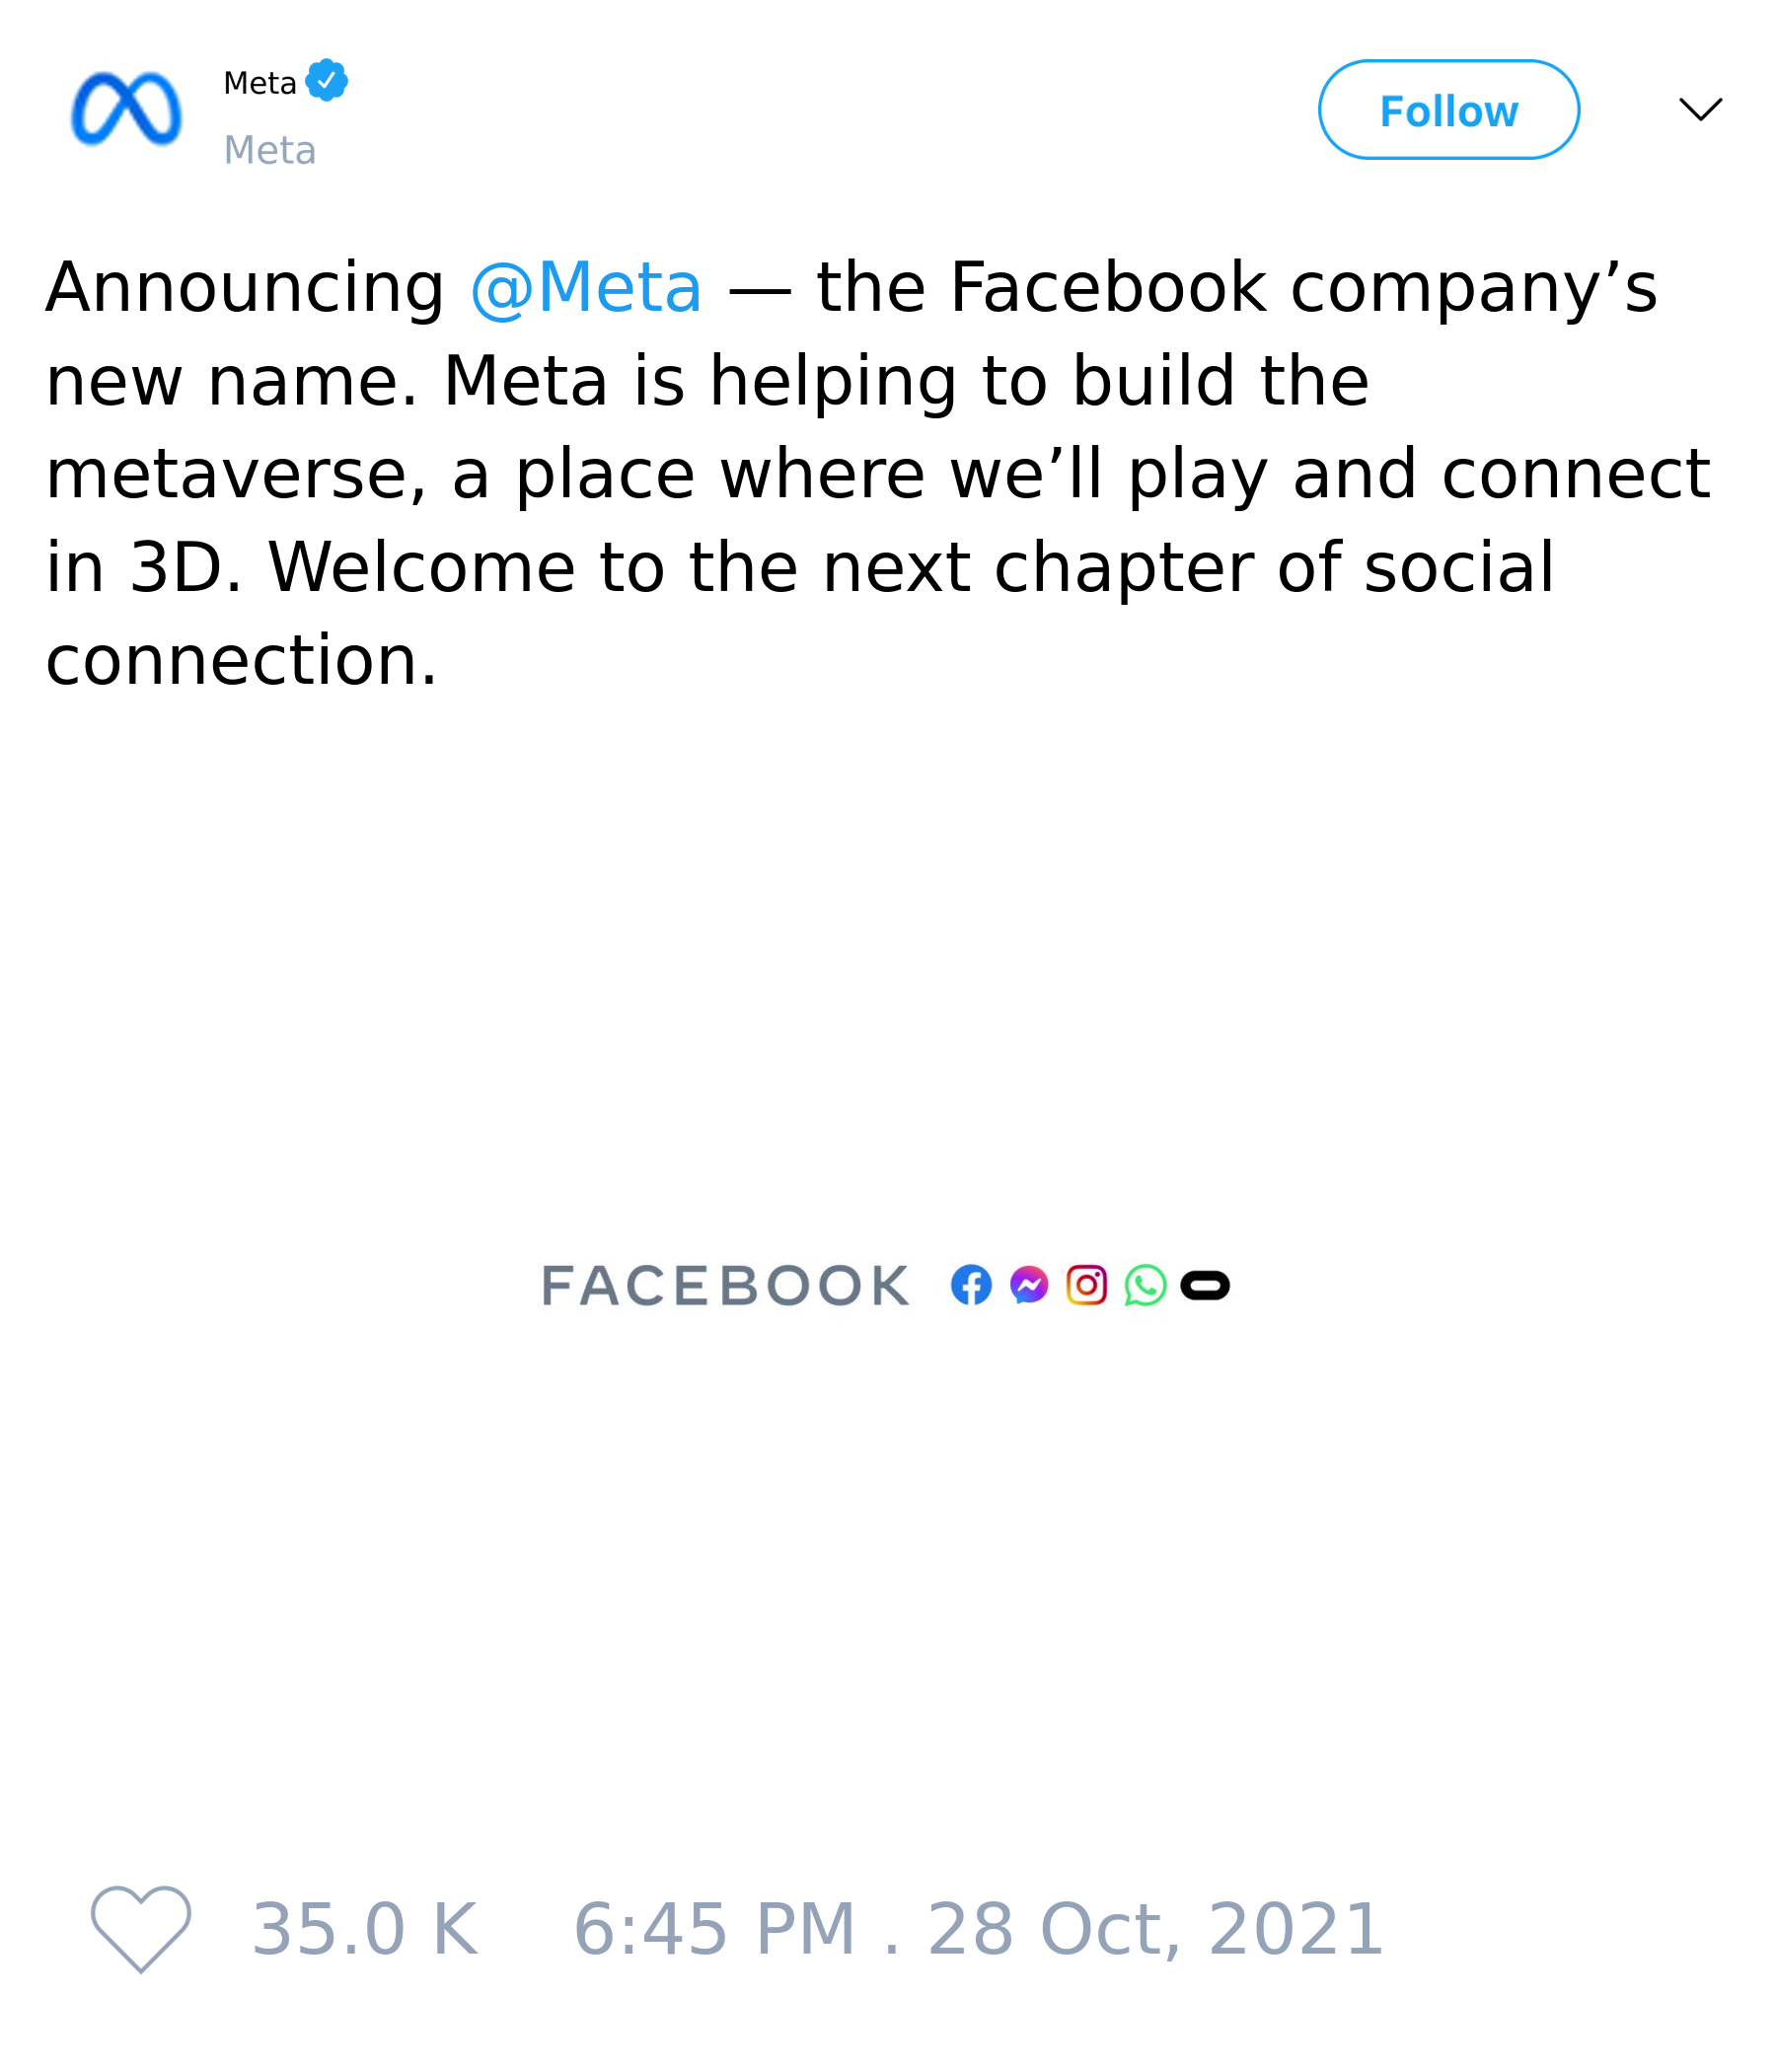 Meta
Meta
Follow
Announcing @Meta — the Facebook company’s
new name. Meta is helping to build the
metaverse, a place where we’ll play and connect
in 3D. Welcome to the next chapter of social
connection.
FACEBOOK
35.0 K 6:45 PM . 28 Oct, 2021